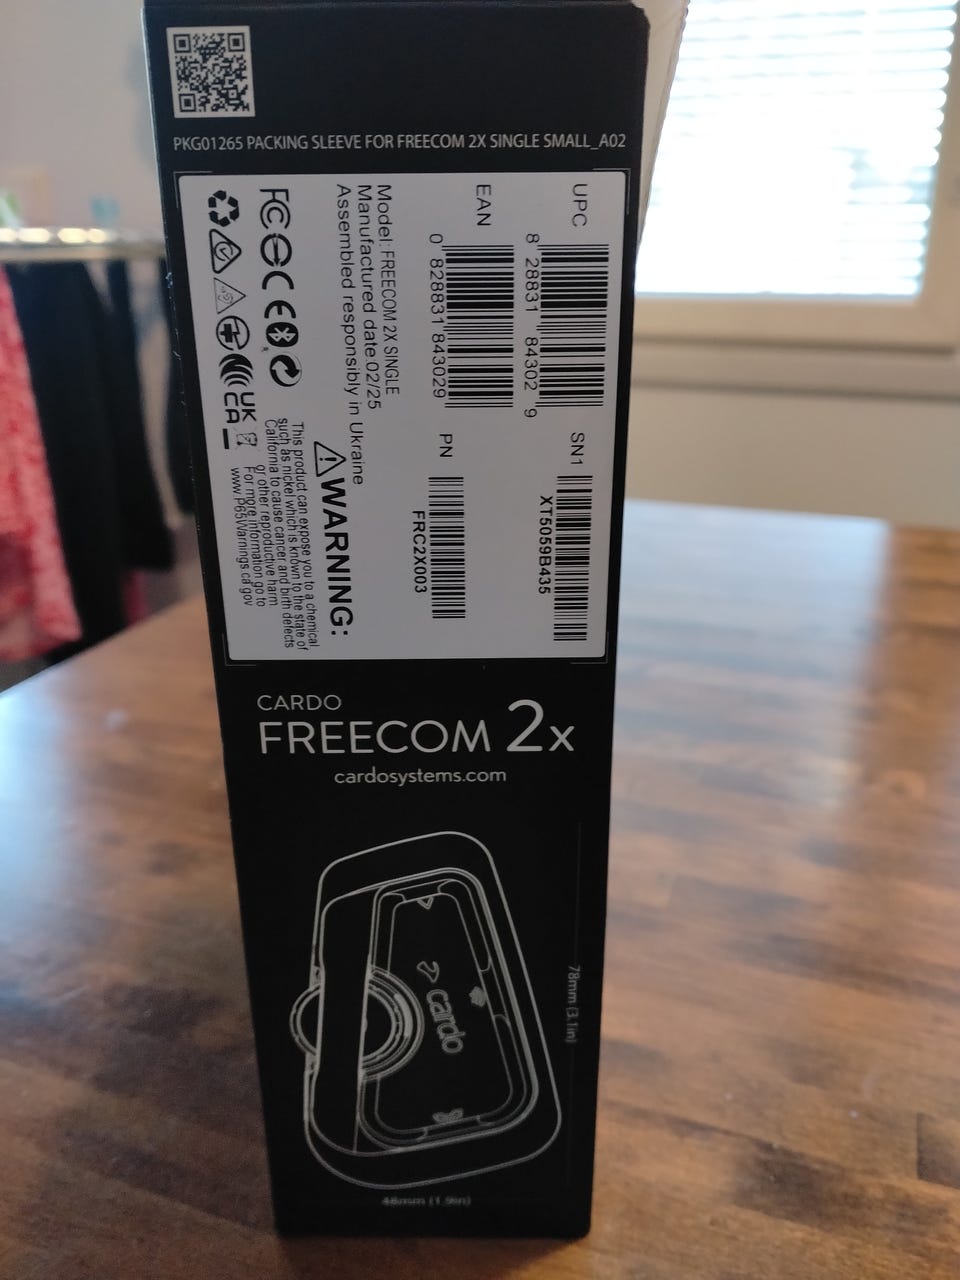 PKG01265 PACKING SLEEVE FOR FREECOM 2X SINGLE SMALL_A02
UPC
8 28831 84302 9
SN1
XT5059B435
EAN
0 828831 843029
PN
FRC2X003
Model: FREECOM 2X SINGLE
Manufactured date:02/25
Assembled responsibly in Ukraine
FC CE
UK
CA
WARNING:
This product can expose you to a chemical
such as nickel which is known to the state of
California to cause cancer and birth defects
or other reproductive harm
For more information go to
www.P65Warnings.ca.gov
CARDO
FREECOM 2x
cardosystems.com
cardo
78mm (3.1in)
48mm (1.9in)